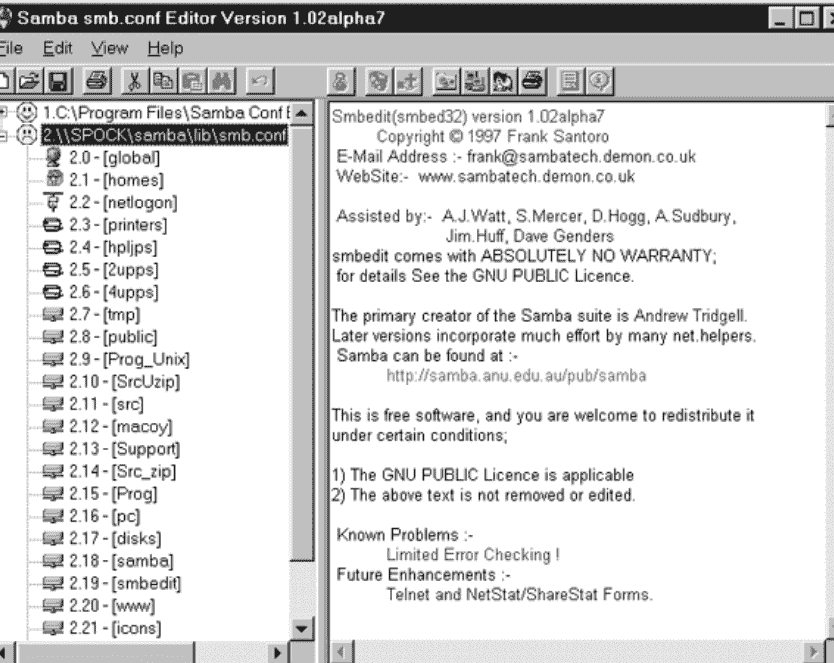 Samba smb.conf Editor Version 1.02alpha7
File Edit View Help
1.C:\Program Files\Samba Conf E
2.\\SPOCK\samba\lib\smb.conf
2.0 - [global]
2.1 - [homes]
2.2 - [netlogon]
2.3 - [printers]
2.4 - [hpljps]
2.5 - [2upps]
2.6 - [4upps]
2.7 - [tmp]
2.8 - [public]
2.9 - [Prog_Unix]
2.10 - [SrcUzip]
2.11 - [src]
2.12 - [macoy]
2.13 - [Support]
2.14 - [Src_zip]
2.15 - [Prog]
2.16 - [pc]
2.17 - [disks]
2.18 - [samba]
2.19 - [smbedit]
2.20 - [www]
2.21 - [icons]
Smbedit(smbed32) version 1.02alpha7
Copyright © 1997 Frank Santoro
E-Mail Address :- frank@sambatech.demon.co.uk
WebSite:- www.sambatech.demon.co.uk
Assisted by:- A.J.Watt, S.Mercer, D.Hogg, A.Sudbury,
Jim.Huff, Dave Genders
smbedit comes with ABSOLUTELY NO WARRANTY;
for details See the GNU PUBLIC Licence.
The primary creator of the Samba suite is Andrew Tridgell.
Later versions incorporate much effort by many net.helpers.
Samba can be found at :-
http://samba.anu.edu.au/pub/samba
This is free software, and you are welcome to redistribute it
under certain conditions;
1) The GNU PUBLIC Licence is applicable
2) The above text is not removed or edited.
Known Problems :-
Limited Error Checking !
Future Enhancements :-
Telnet and NetStat/ShareStat Forms.